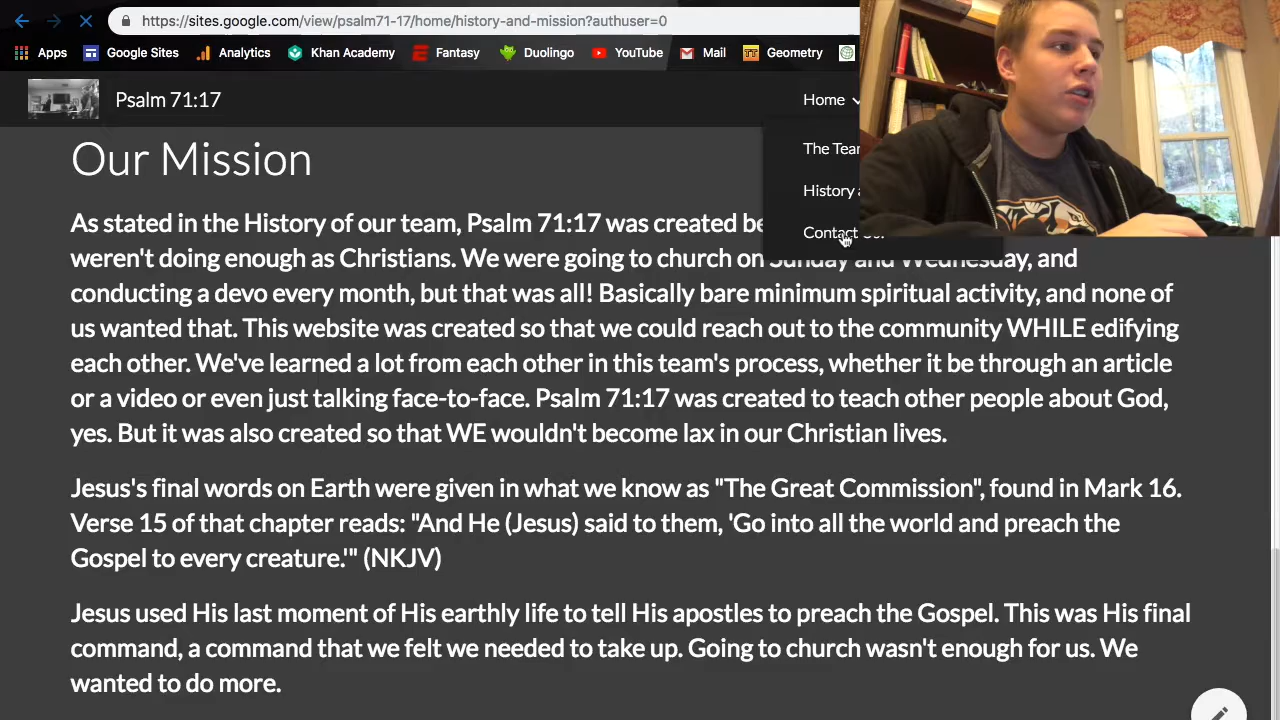 https://sites.google.com/view/psalm71-17/home/history-and-mission?authuser=0
Apps Google Sites Analytics Khan Academy Fantasy Duolingo YouTube Mail TT Geometry
Psalm 71:17 Home
The Tea
History
Contact Us!
Our Mission
As stated in the History of our team, Psalm 71:17 was created be
weren't doing enough as Christians. We were going to church on Sunday and Wednesday, and
conducting a devo every month, but that was all! Basically bare minimum spiritual activity, and none of
us wanted that. This website was created so that we could reach out to the community WHILE edifying
each other. We've learned a lot from each other in this team's process, whether it be through an article
or a video or even just talking face-to-face. Psalm 71:17 was created to teach other people about God,
yes. But it was also created so that WE wouldn't become lax in our Christian lives.
Jesus's final words on Earth were given in what we know as "The Great Commission", found in Mark 16.
Verse 15 of that chapter reads: "And He (Jesus) said to them, 'Go into all the world and preach the
Gospel to every creature.'" (NKJV)
Jesus used His last moment of His earthly life to tell His apostles to preach the Gospel. This was His final
command, a command that we felt we needed to take up. Going to church wasn't enough for us. We
wanted to do more.